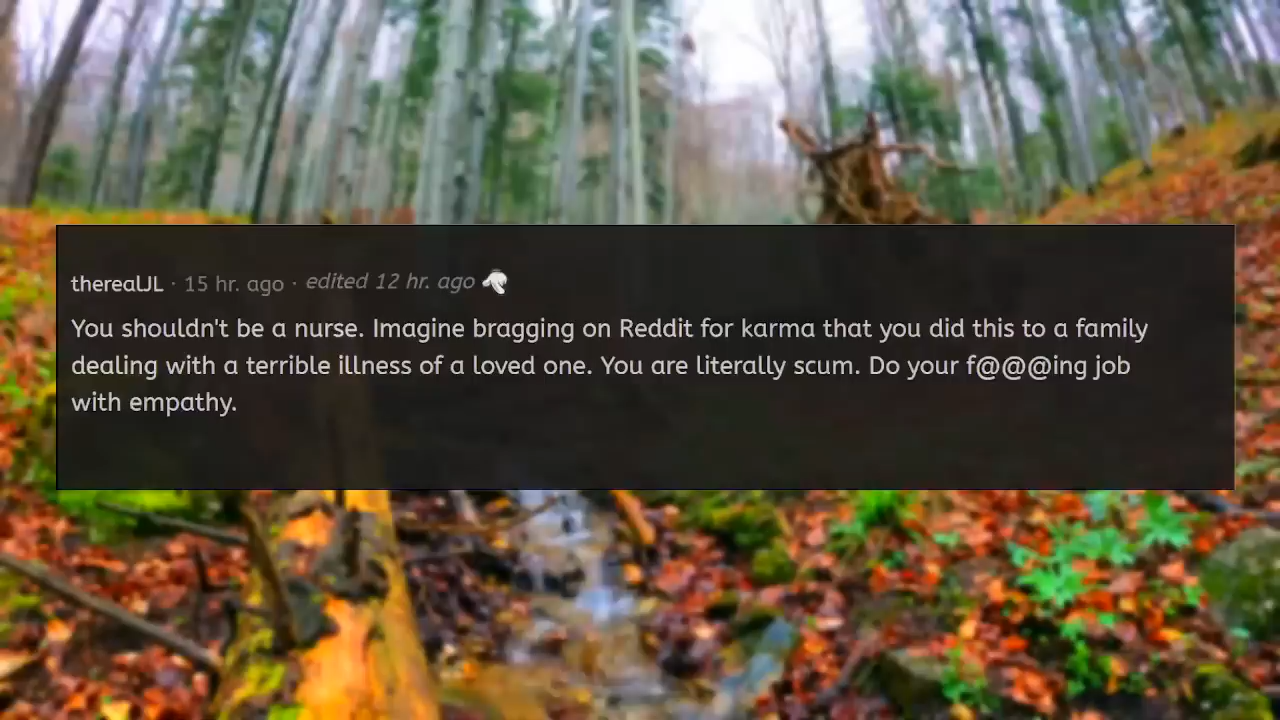 therealJL · 15 hr. ago · edited 12 hr. ago
You shouldn't be a nurse. Imagine bragging on Reddit for karma that you did this to a family
dealing with a terrible illness of a loved one. You are literally scum. Do your f@@@ing job
with empathy.